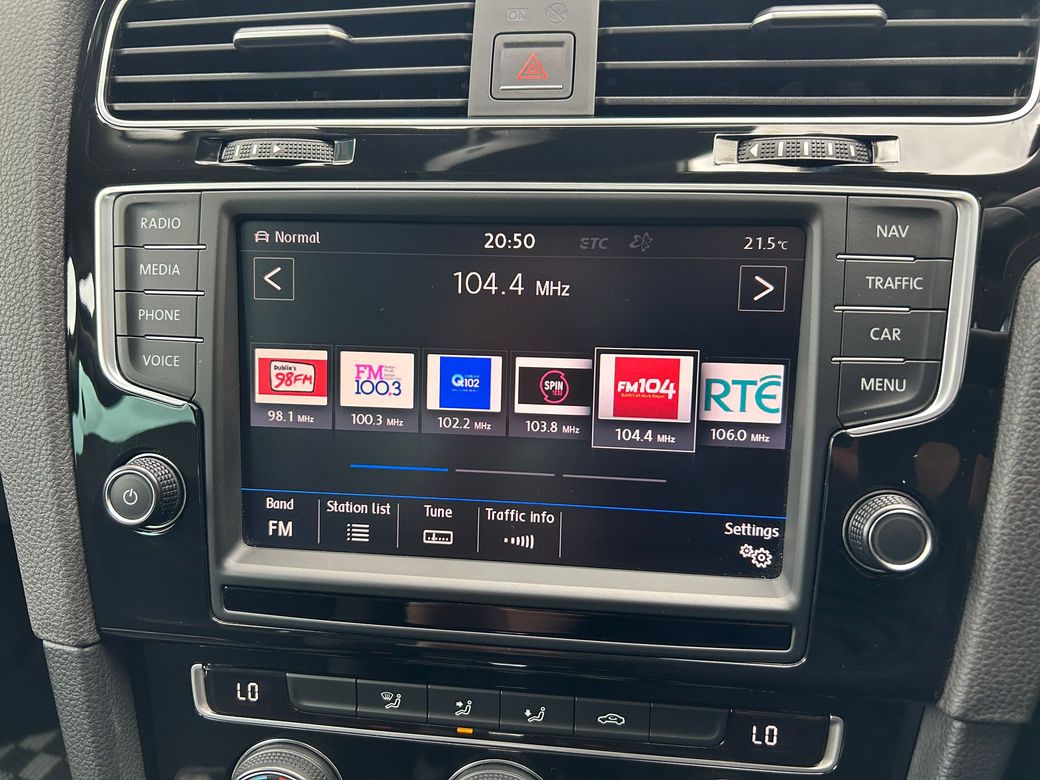 ON
RADIO
MEDIA
PHONE
VOICE
NAV
TRAFFIC
CAR
MENU
Normal
20:50
ETC
21.5°C
<
104.4 MHz
>
Dublin's
98FM
98.1 MHz
FM
100.3
100.3 MHz
Q102
102.2 MHz
SPIN
103.8 MHz
FM104
104.4 MHz
RTÉ
106.0 MHz
Band
FM
Station list
Tune
Traffic info
Settings
LO
LO